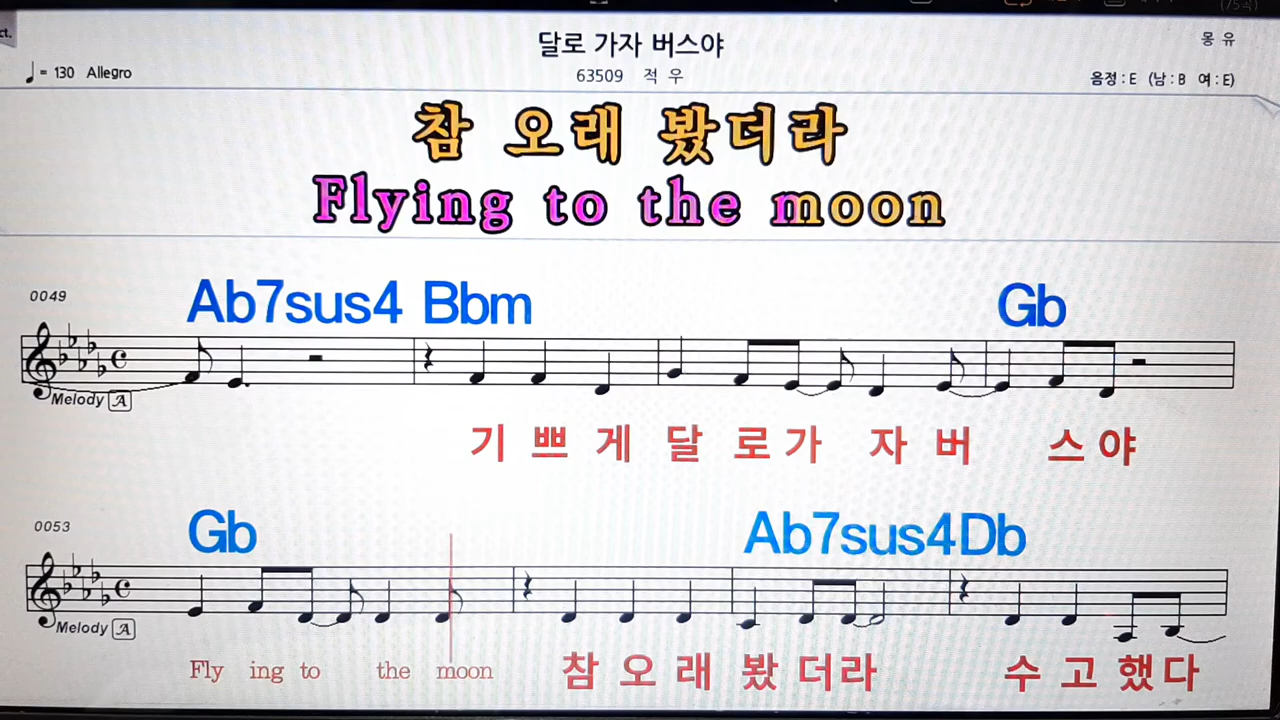 ct.
달로 가자 버스야
몽 유
♩ = 130 Allegro
63509 적 우
음정 : E (남 : B 여 : E)
참 오래 봤더라
Flying to the moon
0049
Ab7sus4 Bbm Gb
Melody A
기 쁘 게 달 로 가 자 버 스 야
0053
Gb Ab7sus4 Db
Melody A
Fly ing to the moon 참 오 래 봤 더 라 수 고 했 다